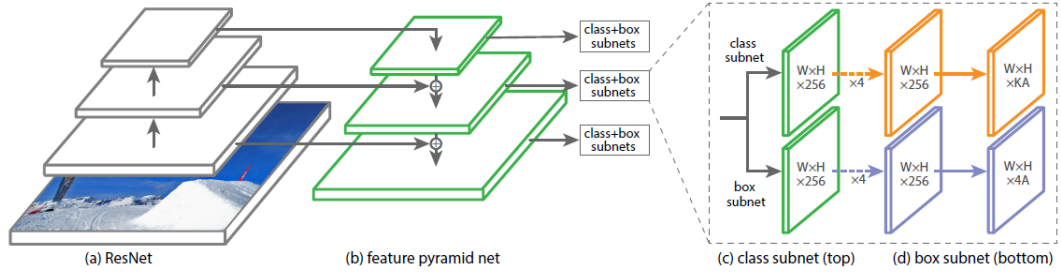 class+box
subnets
class+box
subnets
class+box
subnets
class
subnet
W×H
×256
×4
W×H
×256
W×H
×KA
W×H
×256
×4
W×H
×256
W×H
×4A
box
subnet
(a) ResNet
(b) feature pyramid net
(c) class subnet (top)
(d) box subnet (bottom)